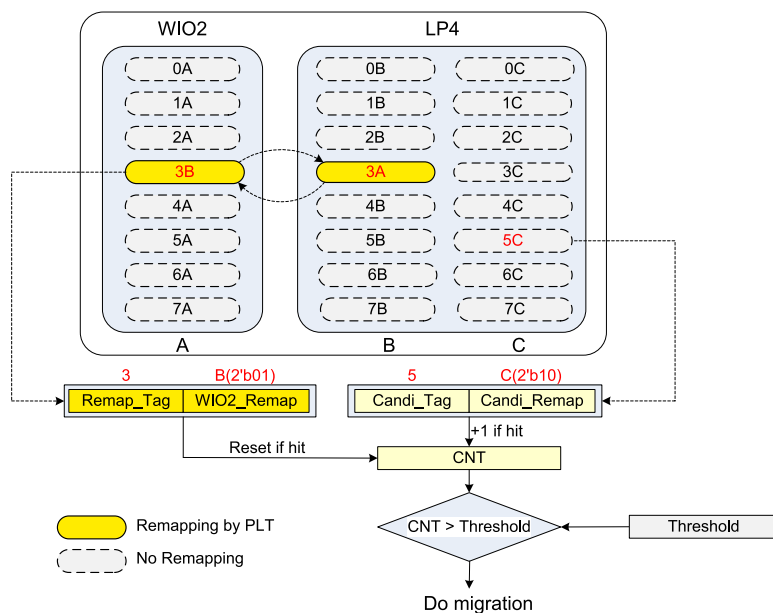 WIO2 LP4
0A 0B 0C
1A 1B 1C
2A 2B 2C
3B 3A 3C
4A 4B 4C
5A 5B 5C
6A 6B 6C
7A 7B 7C
A B C
3 B(2'b01) 5 C(2'b10)
Remap_Tag WIO2_Remap Candi_Tag Candi_Remap
+1 if hit
Reset if hit
CNT
CNT > Threshold Threshold
Remapping by PLT
No Remapping
Do migration